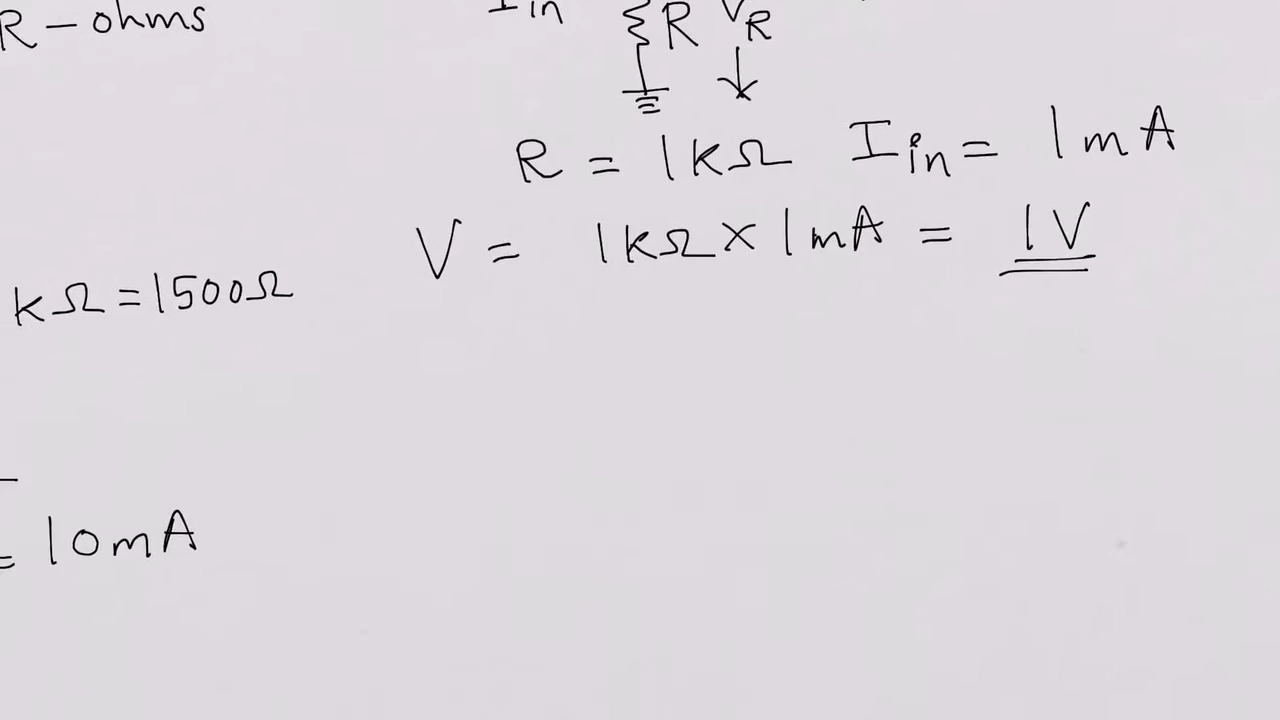 R - ohms
Iin R VR
R = 1kΩ Iin = 1mA
V = 1kΩ × 1mA = 1V
kΩ = 1500Ω
= 10mA